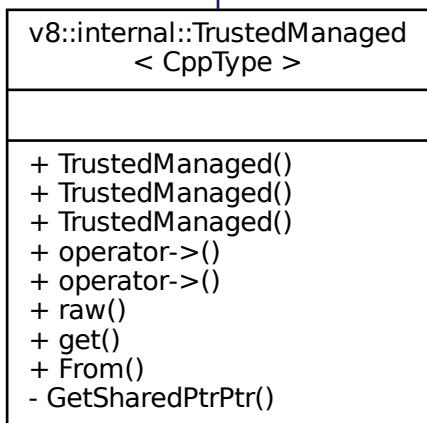 v8::internal::TrustedManaged
< CppType >
+ TrustedManaged()
+ TrustedManaged()
+ TrustedManaged()
+ operator->()
+ operator->()
+ raw()
+ get()
+ From()
- GetSharedPtrPtr()